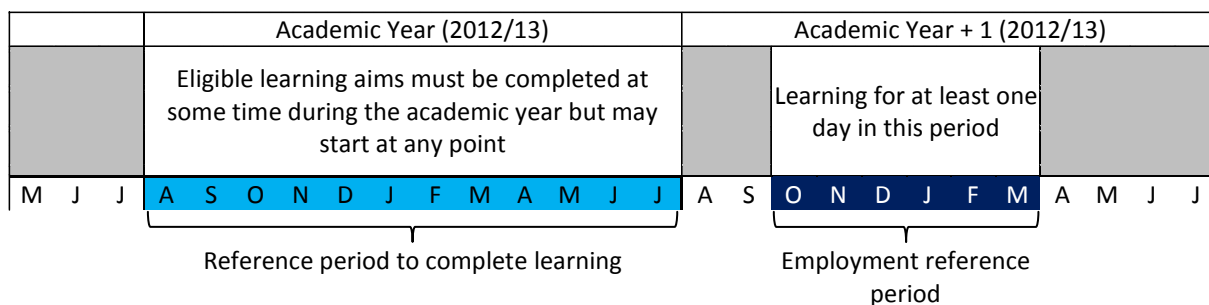 Academic Year (2012/13)
Academic Year + 1 (2012/13)
Eligible learning aims must be completed at
some time during the academic year but may
start at any point
Learning for at least one
day in this period
M J J A S O N D J F M A M J J A S O N D J F M A M J J
Reference period to complete learning
Employment reference
period